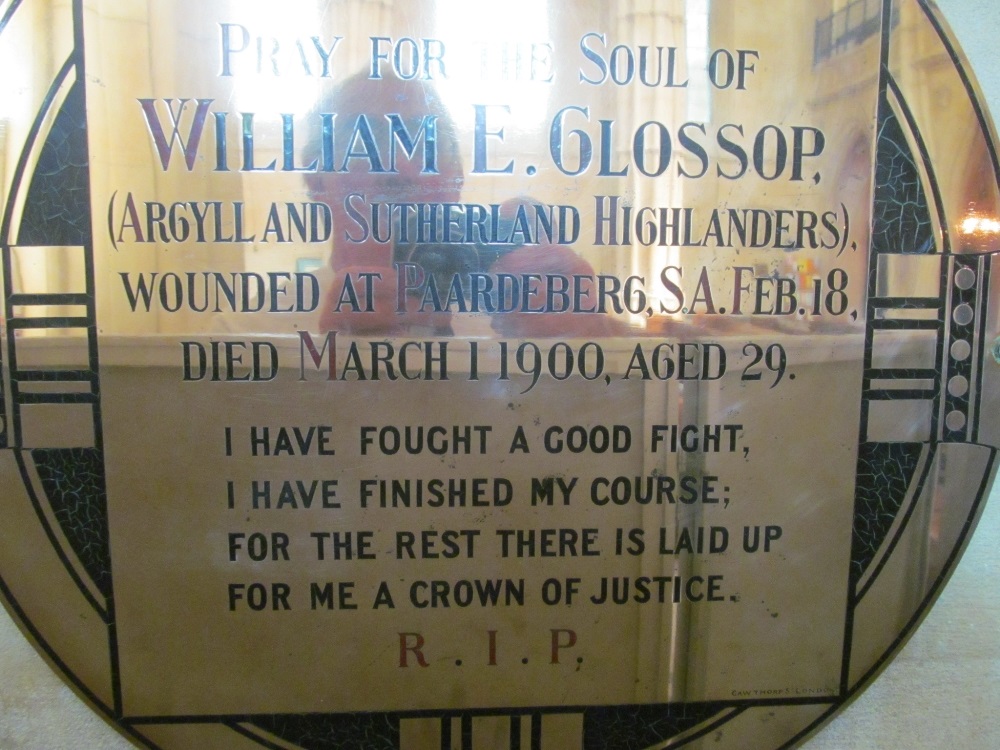 PRAY FOR THE SOUL OF
WILLIAM E. GLOSSOP,
(ARGYLL AND SUTHERLAND HIGHLANDERS),
WOUNDED AT PAARDEBERG, S.A. FEB. 18,
DIED MARCH 1 1900, AGED 29.
I HAVE FOUGHT A GOOD FIGHT,
I HAVE FINISHED MY COURSE;
FOR THE REST THERE IS LAID UP
FOR ME A CROWN OF JUSTICE.
R.I.P.
GAWTHORP S. LONDON